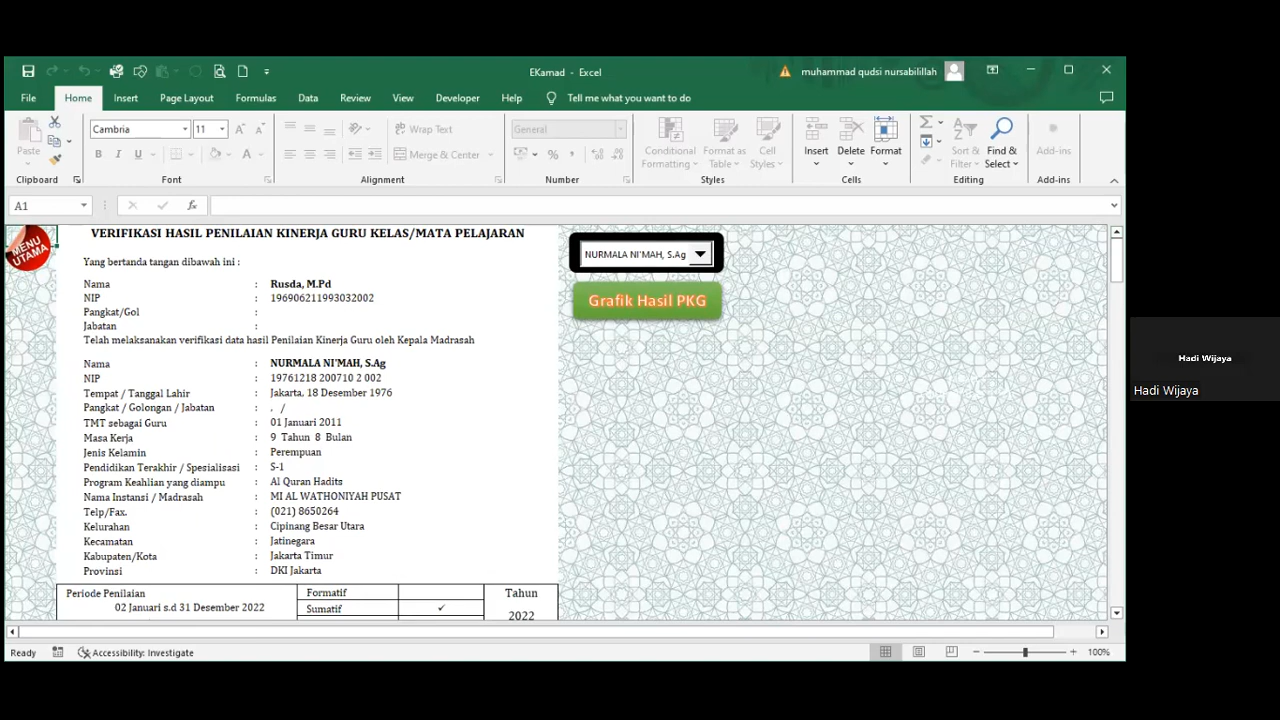 EKamad - Excel
muhammad qudsi nursabilillah
File Home Insert Page Layout Formulas Data Review View Developer Help Tell me what you want to do
Paste
Clipboard
Cambria 11
B I U
Font
Wrap Text
Merge & Center
Alignment
General
% ,
Number
Conditional Formatting
Format as Table
Cell Styles
Styles
Insert Delete Format
Cells
Sort & Filter
Find & Select
Editing
Add-ins
Add-ins
A1
fx
MENU UTAMA
VERIFIKASI HASIL PENILAIAN KINERJA GURU KELAS/MATA PELAJARAN
Yang bertanda tangan dibawah ini :
Nama : Rusda, M.Pd
NIP : 196906211993032002
Pangkat/Gol :
Jabatan :
Telah melaksanakan verifikasi data hasil Penilaian Kinerja Guru oleh Kepala Madrasah
Nama : NURMALA NI'MAH, S.Ag
NIP : 19761218 200710 2 002
Tempat / Tanggal Lahir : Jakarta, 18 Desember 1976
Pangkat / Golongan / Jabatan : , /
TMT sebagai Guru : 01 Januari 2011
Masa Kerja : 9 Tahun 8 Bulan
Jenis Kelamin : Perempuan
Pendidikan Terakhir / Spesialisasi : S-1
Program Keahlian yang diampu : Al Quran Hadits
Nama Instansi / Madrasah : MI AL WATHONIYAH PUSAT
Telp/Fax. : (021) 8650264
Kelurahan : Cipinang Besar Utara
Kecamatan : Jatinegara
Kabupaten/Kota : Jakarta Timur
Provinsi : DKI Jakarta
Periode Penilaian Formatif Tahun
02 Januari s.d 31 Desember 2022 Sumatif ✓ 2022
NURMALA NI'MAH, S.Ag
Grafik Hasil PKG
Hadi Wijaya
Hadi Wijaya
Ready Accessibility: Investigate 100%